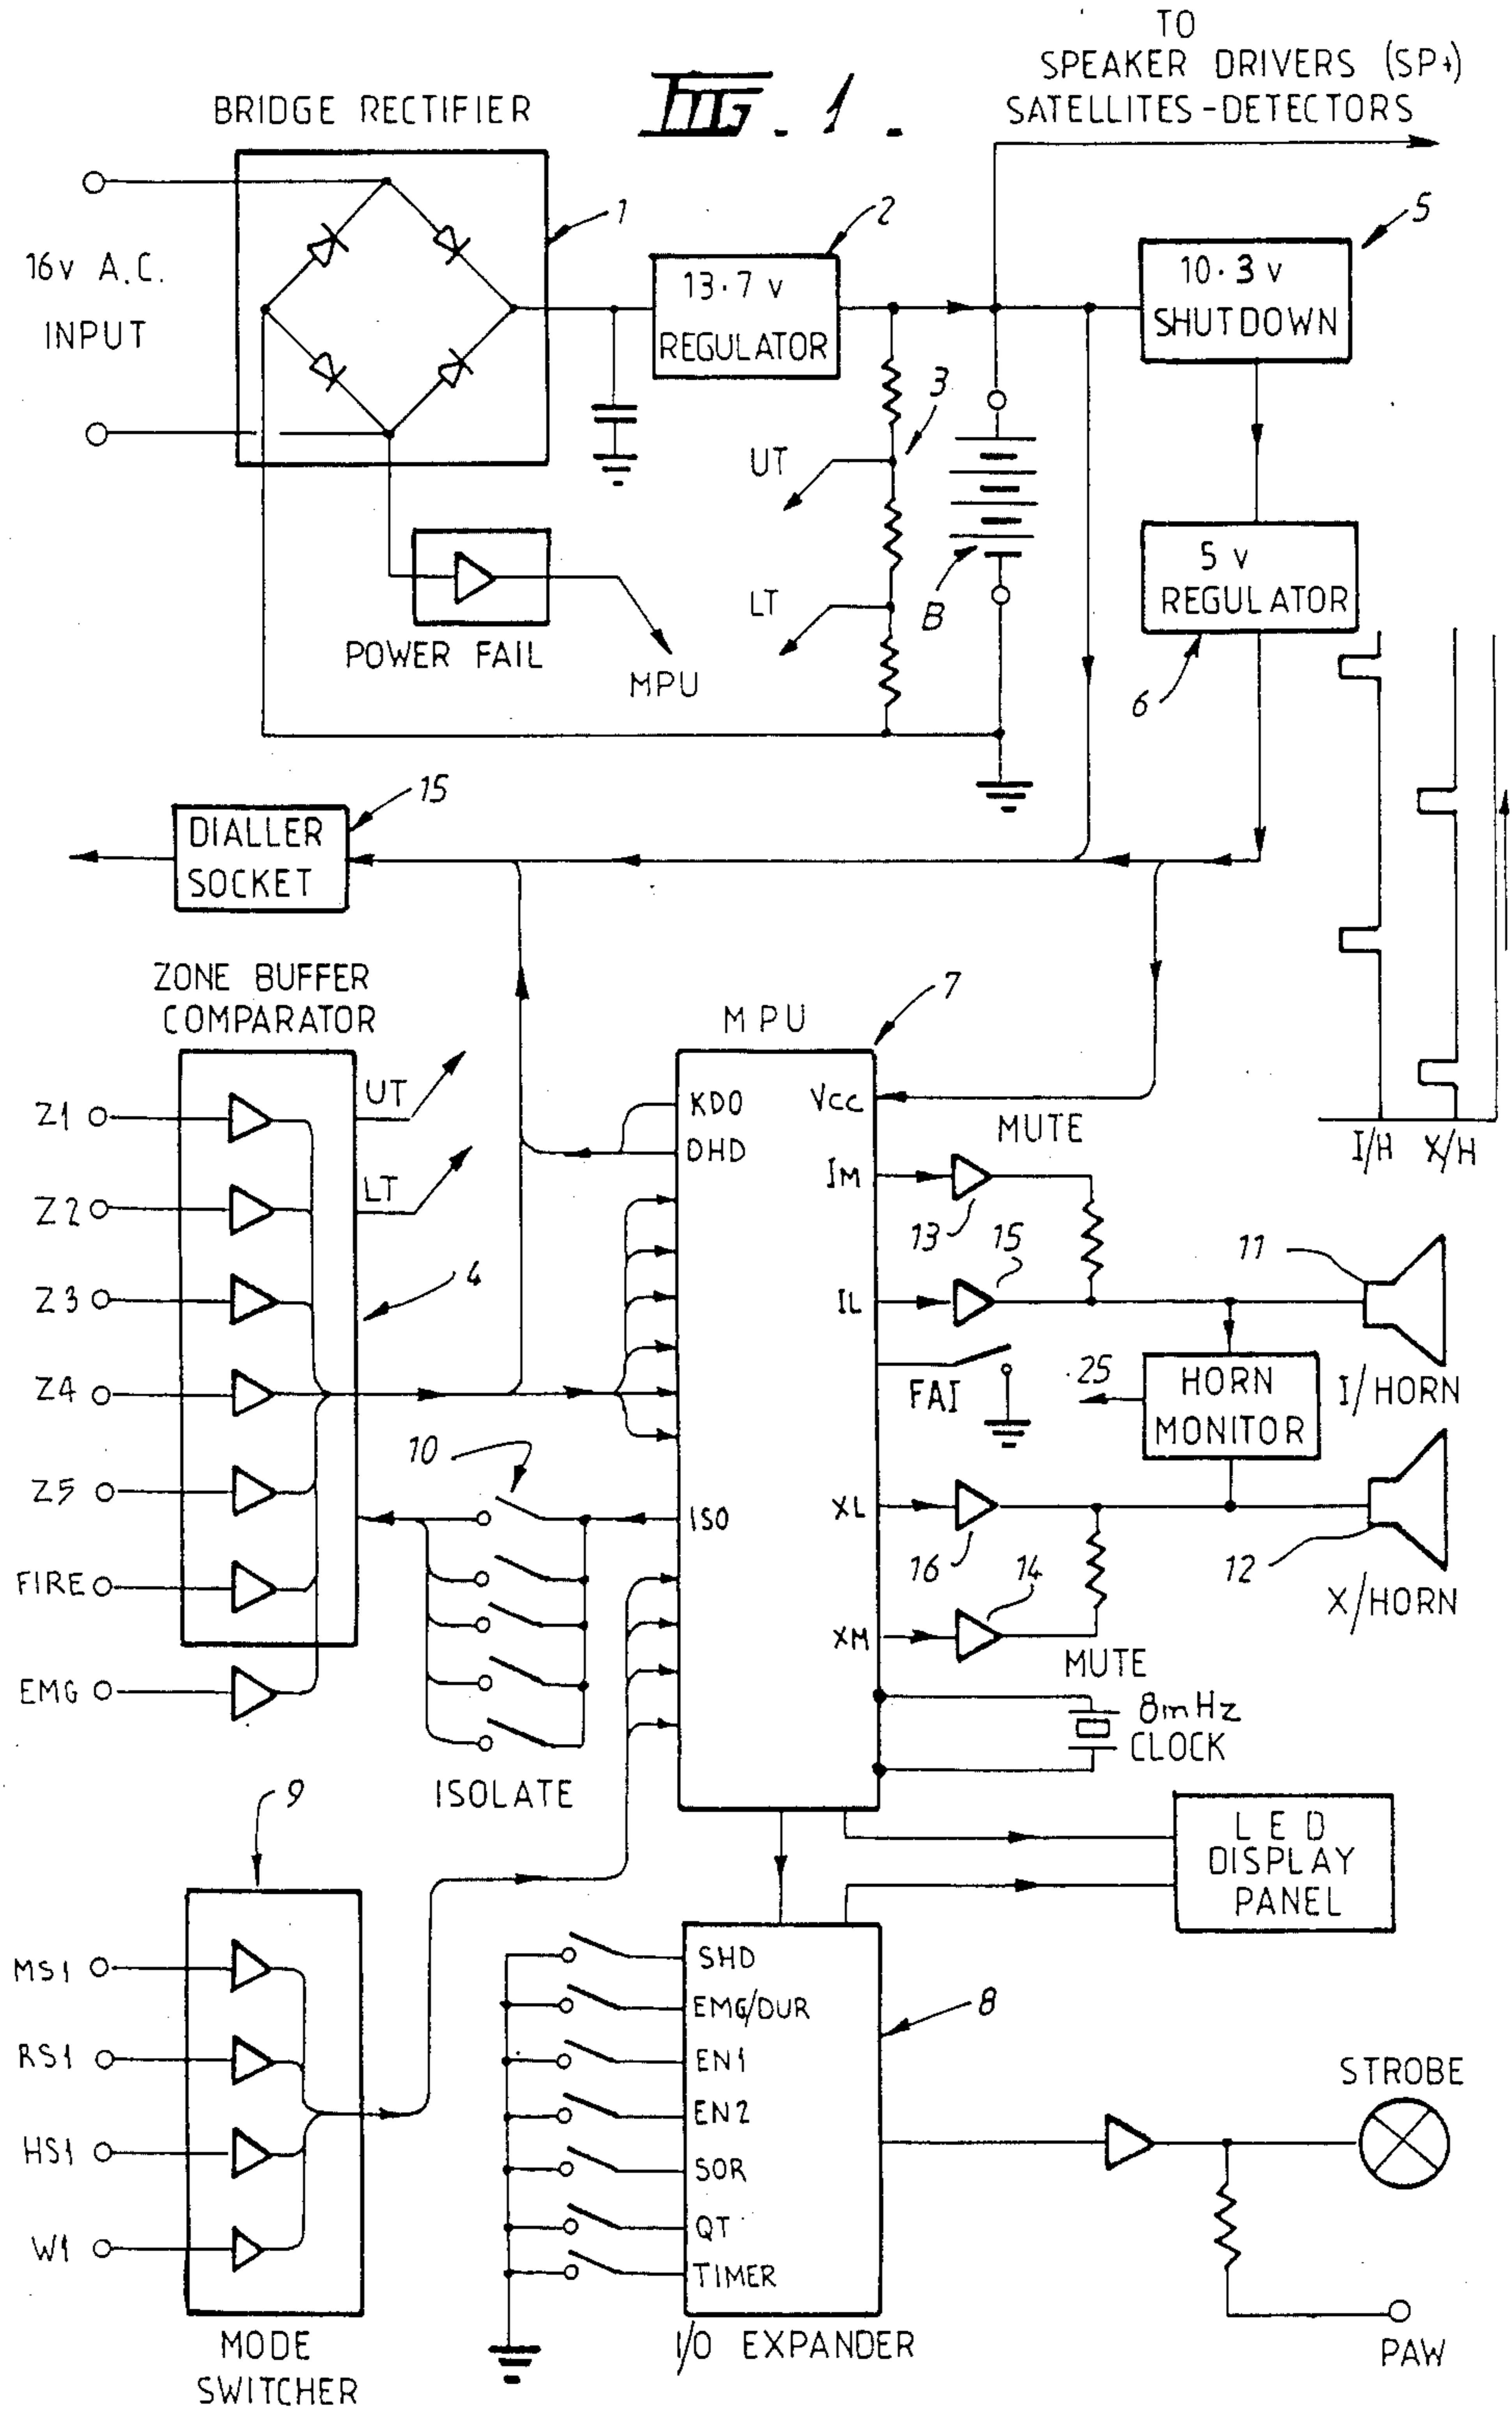 FIG. 1.
TO
SPEAKER DRIVERS (SP+)
SATELLITES-DETECTORS
BRIDGE RECTIFIER
1
2
5
16v A.C.
INPUT
13.7 v
REGULATOR
10.3 v
SHUTDOWN
3
UT
LT
B
5 v
REGULATOR
6
POWER FAIL
MPU
15
DIALLER
SOCKET
ZONE BUFFER
COMPARATOR
MPU
7
UT
LT
4
Z1
Z2
Z3
Z4
Z5
FIRE
EMG
KDO
DHD
ISO
VCC
IM
IL
XL
XM
MUTE
13
15
11
I/H X/H
FAI
25
HORN
MONITOR
I/HORN
10
16
14
12
X/HORN
MUTE
8mHz
CLOCK
ISOLATE
9
LED
DISPLAY
PANEL
MS1
RS1
HS1
W1
MODE
SWITCHER
SHD
EMG/DUR
EN1
EN2
SOR
QT
TIMER
8
I/O EXPANDER
STROBE
PAW